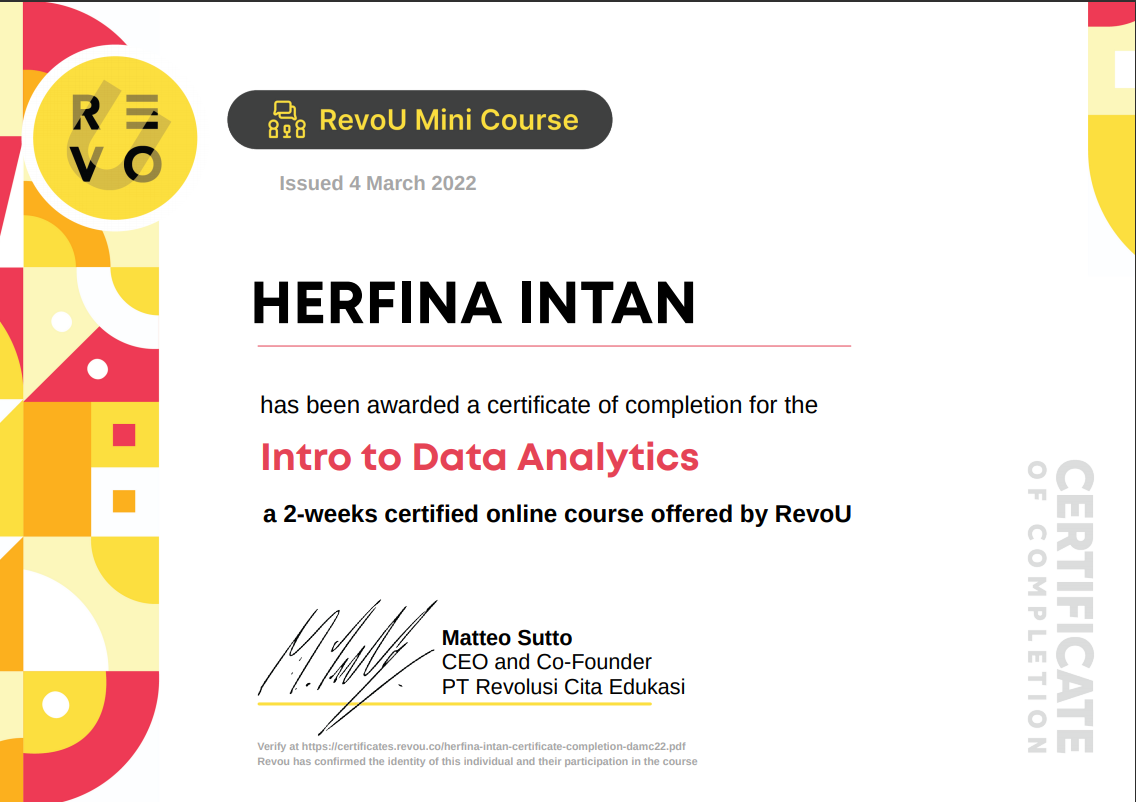 RE
VO
RevoU Mini Course
Issued 4 March 2022
HERFINA INTAN
has been awarded a certificate of completion for the
Intro to Data Analytics
a 2-weeks certified online course offered by RevoU
Matteo Sutto
CEO and Co-Founder
PT Revolusi Cita Edukasi
Verify at https://certificates.revou.co/herfina-intan-certificate-completion-damc22.pdf
Revou has confirmed the identity of this individual and their participation in the course
CERTIFICATE
OF COMPLETION